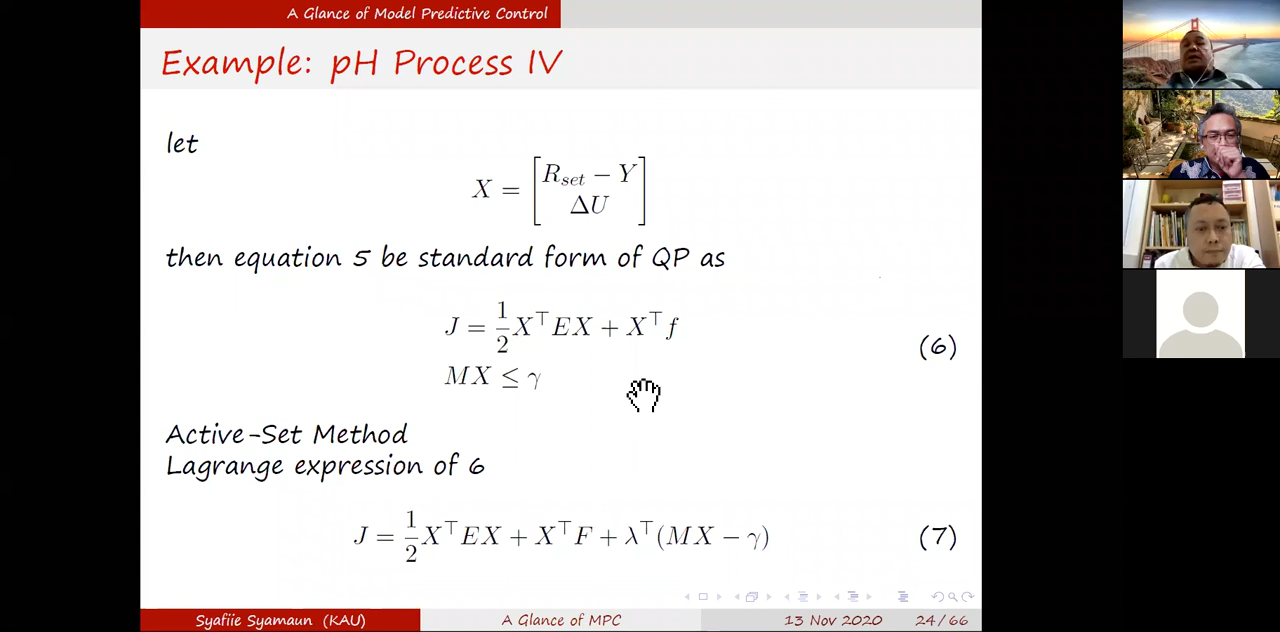 A Glance of Model Predictive Control
Example: pH Process IV
let
X = [R_set − Y
ΔU]
then equation 5 be standard form of QP as
J = 1/2 X^⊤EX + X^⊤f
MX ≤ γ
(6)
Active-Set Method
Lagrange expression of 6
J = 1/2 X^⊤EX + X^⊤F + λ^⊤(MX − γ) (7)
Syafiie Syamaun (KAU) A Glance of MPC 13 Nov 2020 24/66